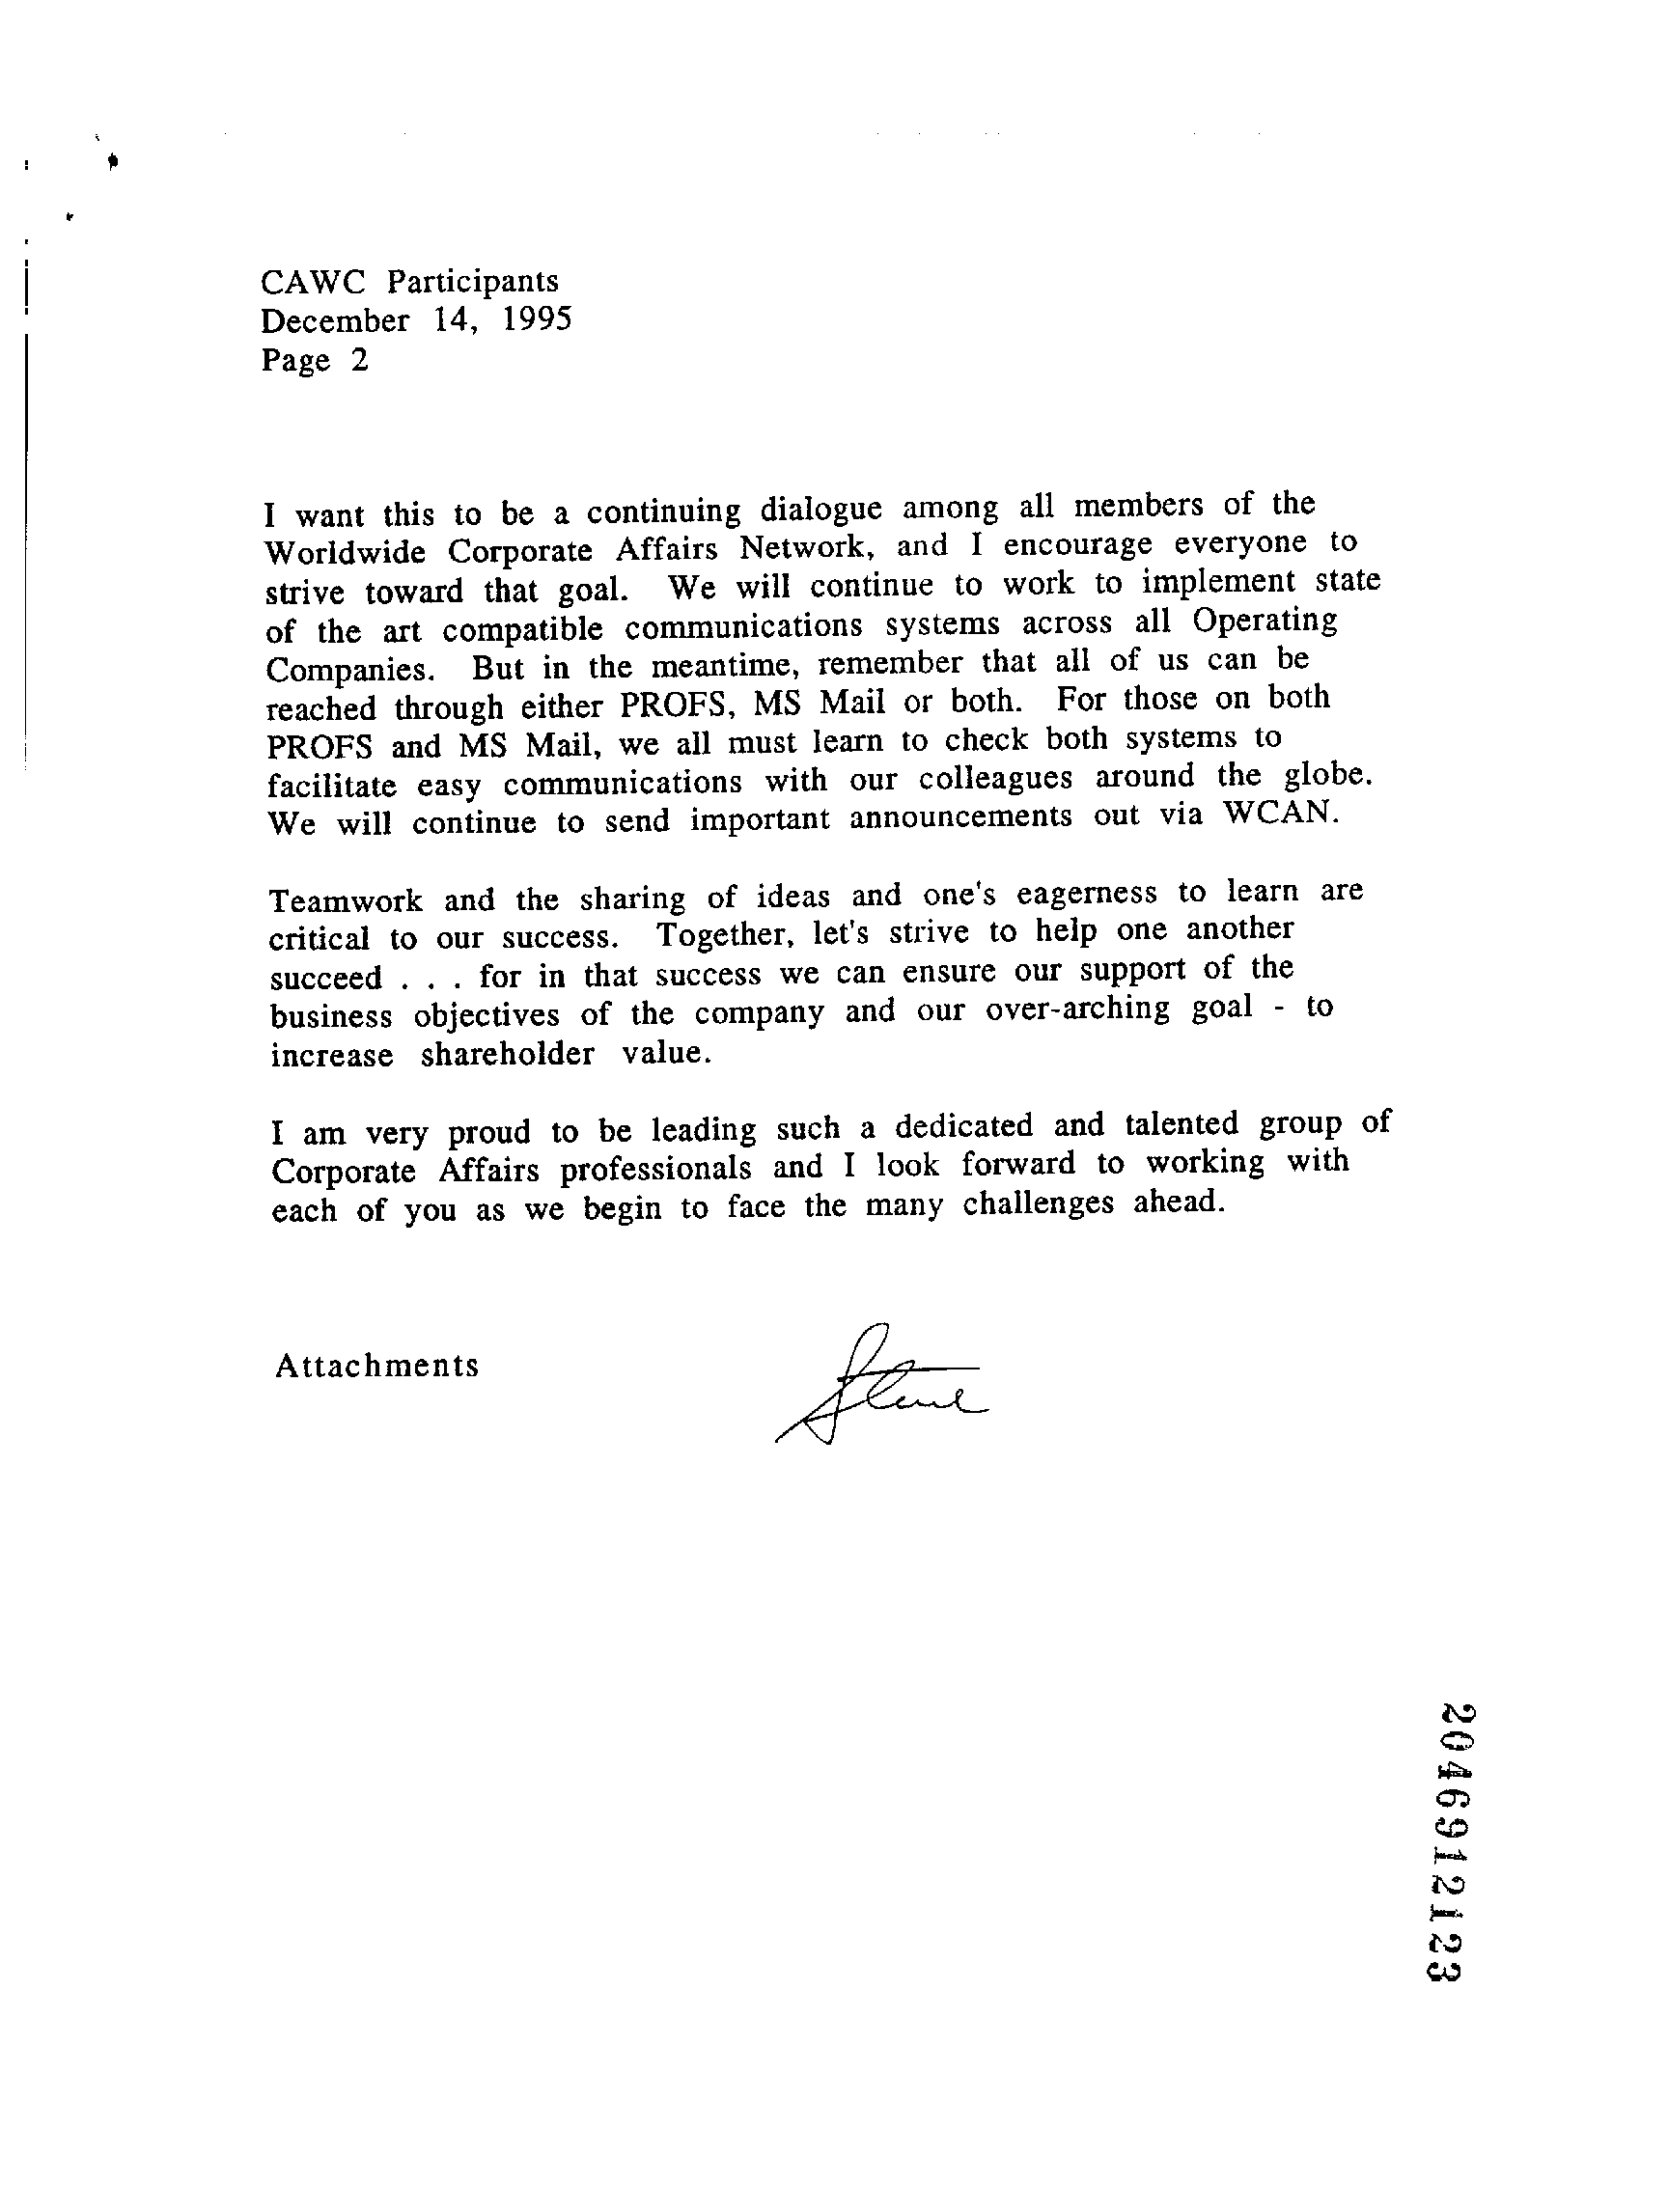 CAWC Participants
December 14, 1995
Page 2
I want this to be a continuing dialogue among all members of the
Worldwide Corporate Affairs Network, and I encourage everyone to
strive toward that goal. We will continue to work to implement state
of the art compatible communications systems across all Operating
Companies. But in the meantime, remember that all of us can be
reached through either PROFS, MS Mail or both. For those on both
PROFS and MS Mail, we all must learn to check both systems to
facilitate easy communications with our colleagues around the globe.
We will continue to send important announcements out via WCAN.
Teamwork and the sharing of ideas and one's eagerness to learn are
critical to our success. Together, let's strive to help one another
succeed . . . for in that success we can ensure our support of the
business objectives of the company and our over-arching goal - to
increase shareholder value.
I am very proud to be leading such a dedicated and talented group of
Corporate Affairs professionals and I look forward to working with
each of you as we begin to face the many challenges ahead.
Attachments
Steve
2046912123